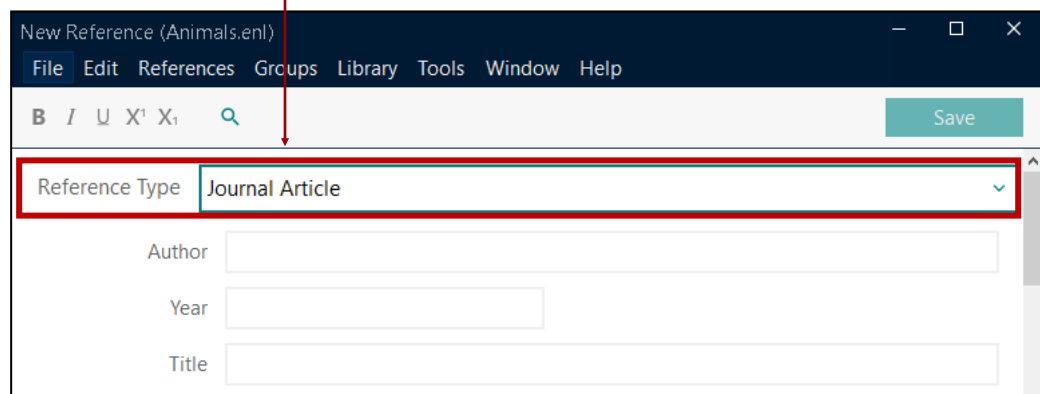 New Reference (Animals.enl)
File Edit References Groups Library Tools Window Help
B I U X¹ X₁ Save
Reference Type Journal Article
Author
Year
Title